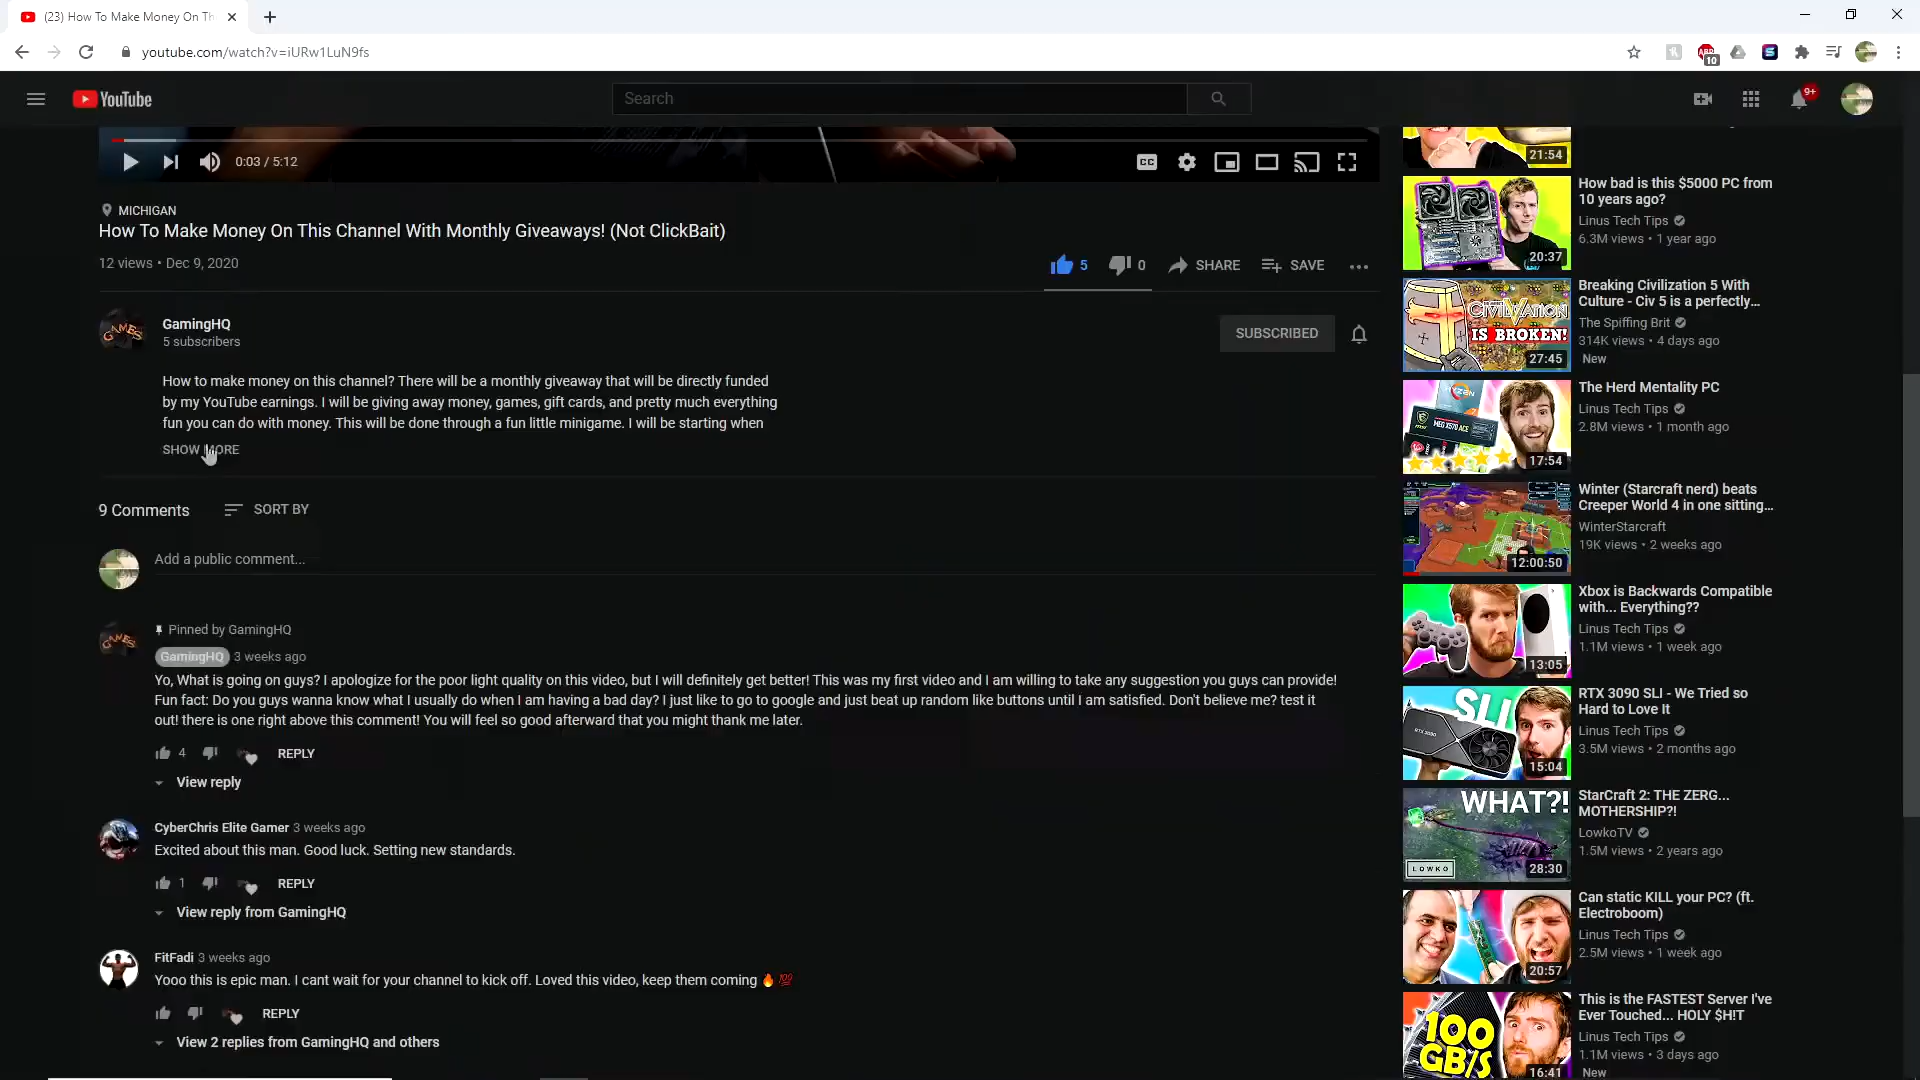 (23) How To Make Money On Th
youtube.com/watch?v=iURw1LuN9fs
10
YouTube
Search
9+
0:03 / 5:12
CC
MICHIGAN
How To Make Money On This Channel With Monthly Giveaways! (Not ClickBait)
12 views • Dec 9, 2020
5
0
SHARE
SAVE
GAMES
GamingHQ
5 subscribers
SUBSCRIBED
How to make money on this channel? There will be a monthly giveaway that will be directly funded
by my YouTube earnings. I will be giving away money, games, gift cards, and pretty much everything
fun you can do with money. This will be done through a fun little minigame. I will be starting when
SHOW MORE
9 Comments
SORT BY
Add a public comment...
GAMES
Pinned by GamingHQ
GamingHQ 3 weeks ago
Yo, What is going on guys? I apologize for the poor light quality on this video, but I will definitely get better! This was my first video and I am willing to take any suggestion you guys can provide!
Fun fact: Do you guys wanna know what I usually do when I am having a bad day? I just like to go to google and just beat up random like buttons until I am satisfied. Don't believe me? test it
out! there is one right above this comment! You will feel so good afterward that you might thank me later.
4
REPLY
View reply
CyberChris Elite Gamer 3 weeks ago
Excited about this man. Good luck. Setting new standards.
1
REPLY
View reply from GamingHQ
FitFadi 3 weeks ago
Yooo this is epic man. I cant wait for your channel to kick off. Loved this video, keep them coming 🔥 💯
REPLY
View 2 replies from GamingHQ and others
21:54
20:37
How bad is this $5000 PC from
10 years ago?
Linus Tech Tips
6.3M views • 1 year ago
CIVILIZATION V
IS BROKEN!
27:45
Breaking Civilization 5 With
Culture - Civ 5 is a perfectly...
The Spiffing Brit
314K views • 4 days ago
New
MEG X570 ACE
17:54
The Herd Mentality PC
Linus Tech Tips
2.8M views • 1 month ago
12:00:50
Winter (Starcraft nerd) beats
Creeper World 4 in one sitting...
WinterStarcraft
19K views • 2 weeks ago
13:05
Xbox is Backwards Compatible
with... Everything??
Linus Tech Tips
1.1M views • 1 week ago
SLI
15:04
RTX 3090 SLI - We Tried so
Hard to Love It
Linus Tech Tips
3.5M views • 2 months ago
WHAT?!
LOWKO
28:30
StarCraft 2: THE ZERG...
MOTHERSHIP?!
LowkoTV
1.5M views • 2 years ago
20:57
Can static KILL your PC? (ft.
Electroboom)
Linus Tech Tips
2.5M views • 1 week ago
100
GB/S
16:41
This is the FASTEST Server I've
Ever Touched... HOLY $H!T
Linus Tech Tips
1.1M views • 3 days ago
New